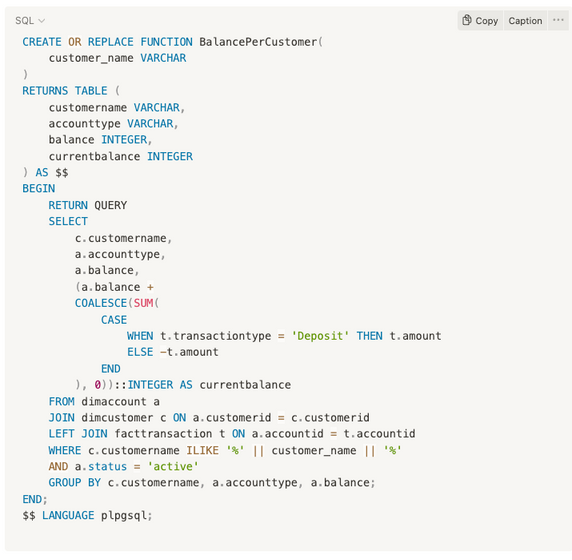 SQL
Copy Caption ...
CREATE OR REPLACE FUNCTION BalancePerCustomer(
    customer_name VARCHAR
)
RETURNS TABLE (
    customername VARCHAR,
    accounttype VARCHAR,
    balance INTEGER,
    currentbalance INTEGER
) AS $$
BEGIN
    RETURN QUERY
    SELECT
        c.customername,
        a.accounttype,
        a.balance,
        (a.balance +
        COALESCE(SUM(
            CASE
                WHEN t.transactiontype = 'Deposit' THEN t.amount
                ELSE -t.amount
            END
        ), 0))::INTEGER AS currentbalance
    FROM dimaccount a
    JOIN dimcustomer c ON a.customerid = c.customerid
    LEFT JOIN facttransaction t ON a.accountid = t.accountid
    WHERE c.customername ILIKE '%' || customer_name || '%'
    AND a.status = 'active'
    GROUP BY c.customername, a.accounttype, a.balance;
END;
$$ LANGUAGE plpgsql;